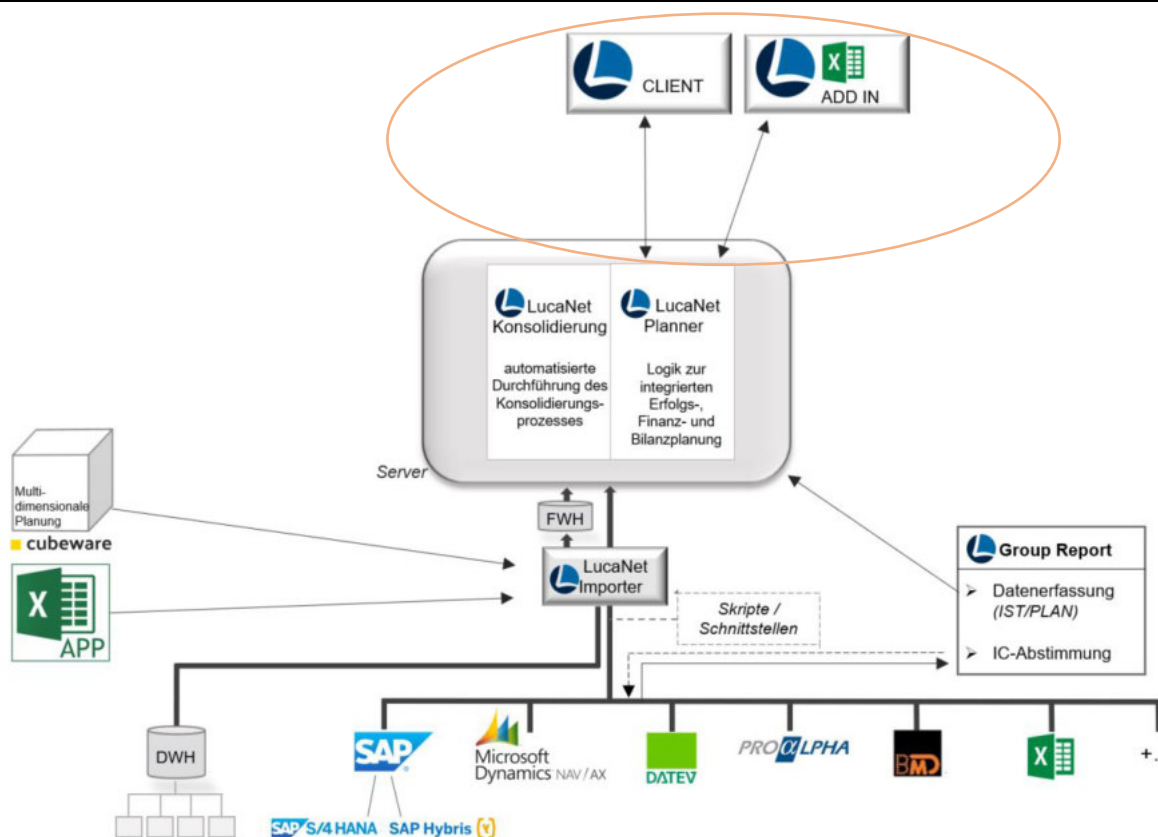 CLIENT
X
ADD IN
LucaNet
Konsolidierung
automatisierte
Durchführung des
Konsolidierungs-
prozesses
LucaNet
Planner
Logik zur
integrierten
Erfolgs-,
Finanz- und
Bilanzplanung
Server
Multi-
dimensionale
Planung
cubeware
X
APP
FWH
LucaNet
Importer
Skripte /
Schnittstellen
Group Report
➢ Datenerfassung
(IST/PLAN)
➢ IC-Abstimmung
DWH
SAP
Microsoft
Dynamics NAV/AX
DATEV
PROαLPHA
BMD
X
+.
SAP S/4 HANA
SAP Hybris (y)